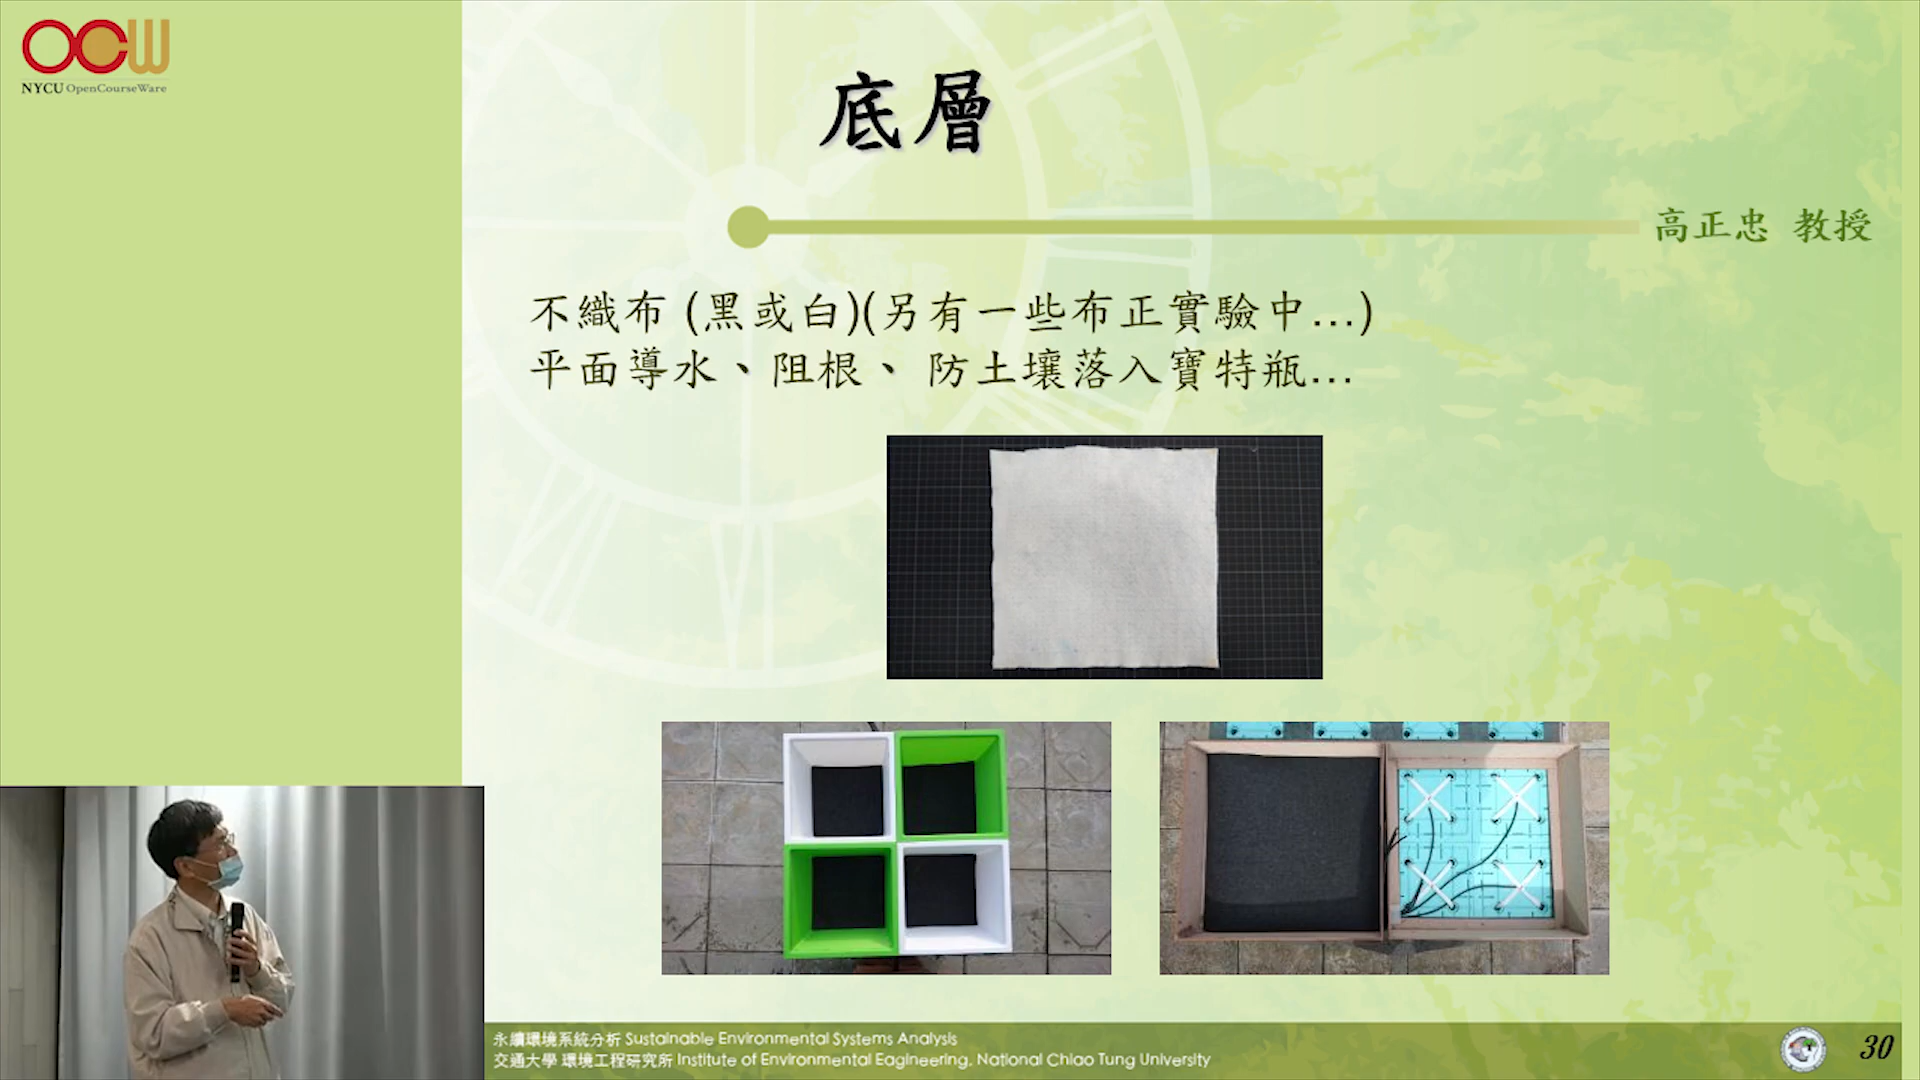 OCW
NYCU OpenCourseWare
底層
高正忠 教授
不織布 (黑或白)(另有一些布正實驗中...)
平面導水、阻根、 防土壤落入寶特瓶...
永續環境系統分析 Sustainable Environmental Systems Analysis
交通大學 環境工程研究所 Institute of Environmental Eagineering, National Chiao Tung University
30